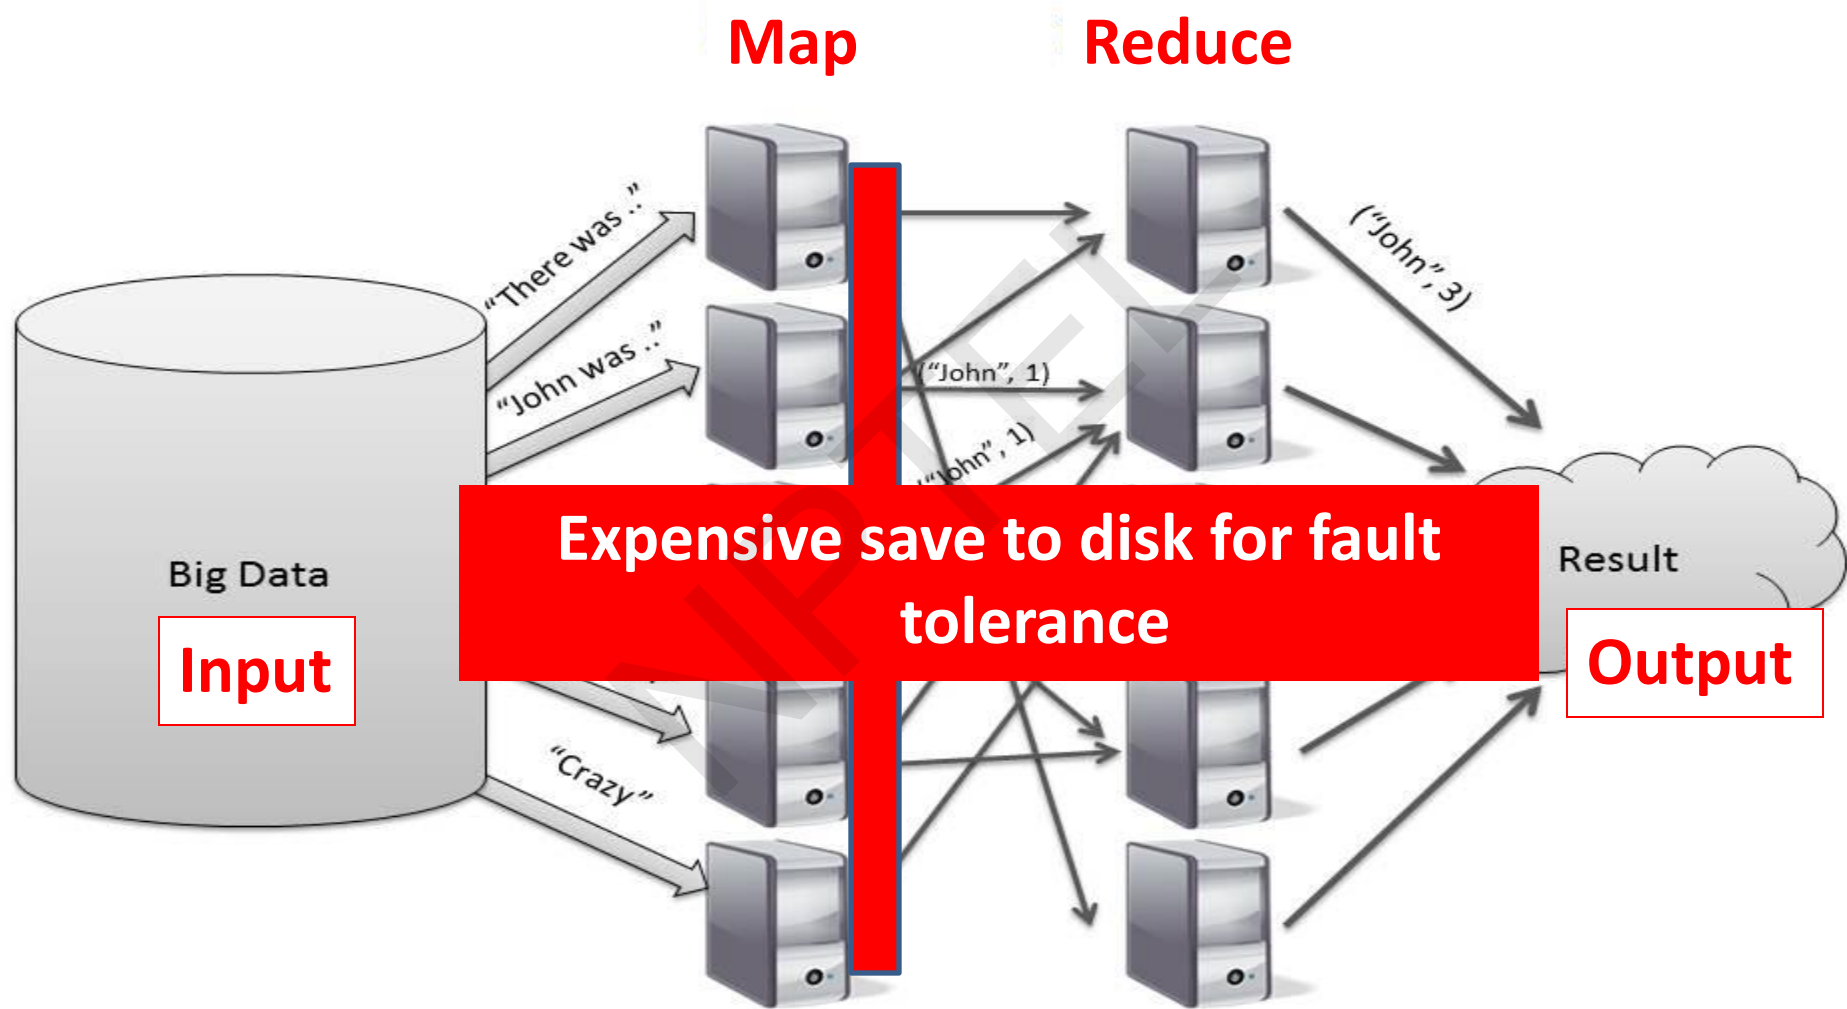 Map
Reduce
“There was ..”
“John was ..”
(“John”, 3)
(“John”, 1)
(“John”, 1)
Expensive save to disk for fault
tolerance
Big Data
Input
Result
Output
“Crazy”
NPTEL